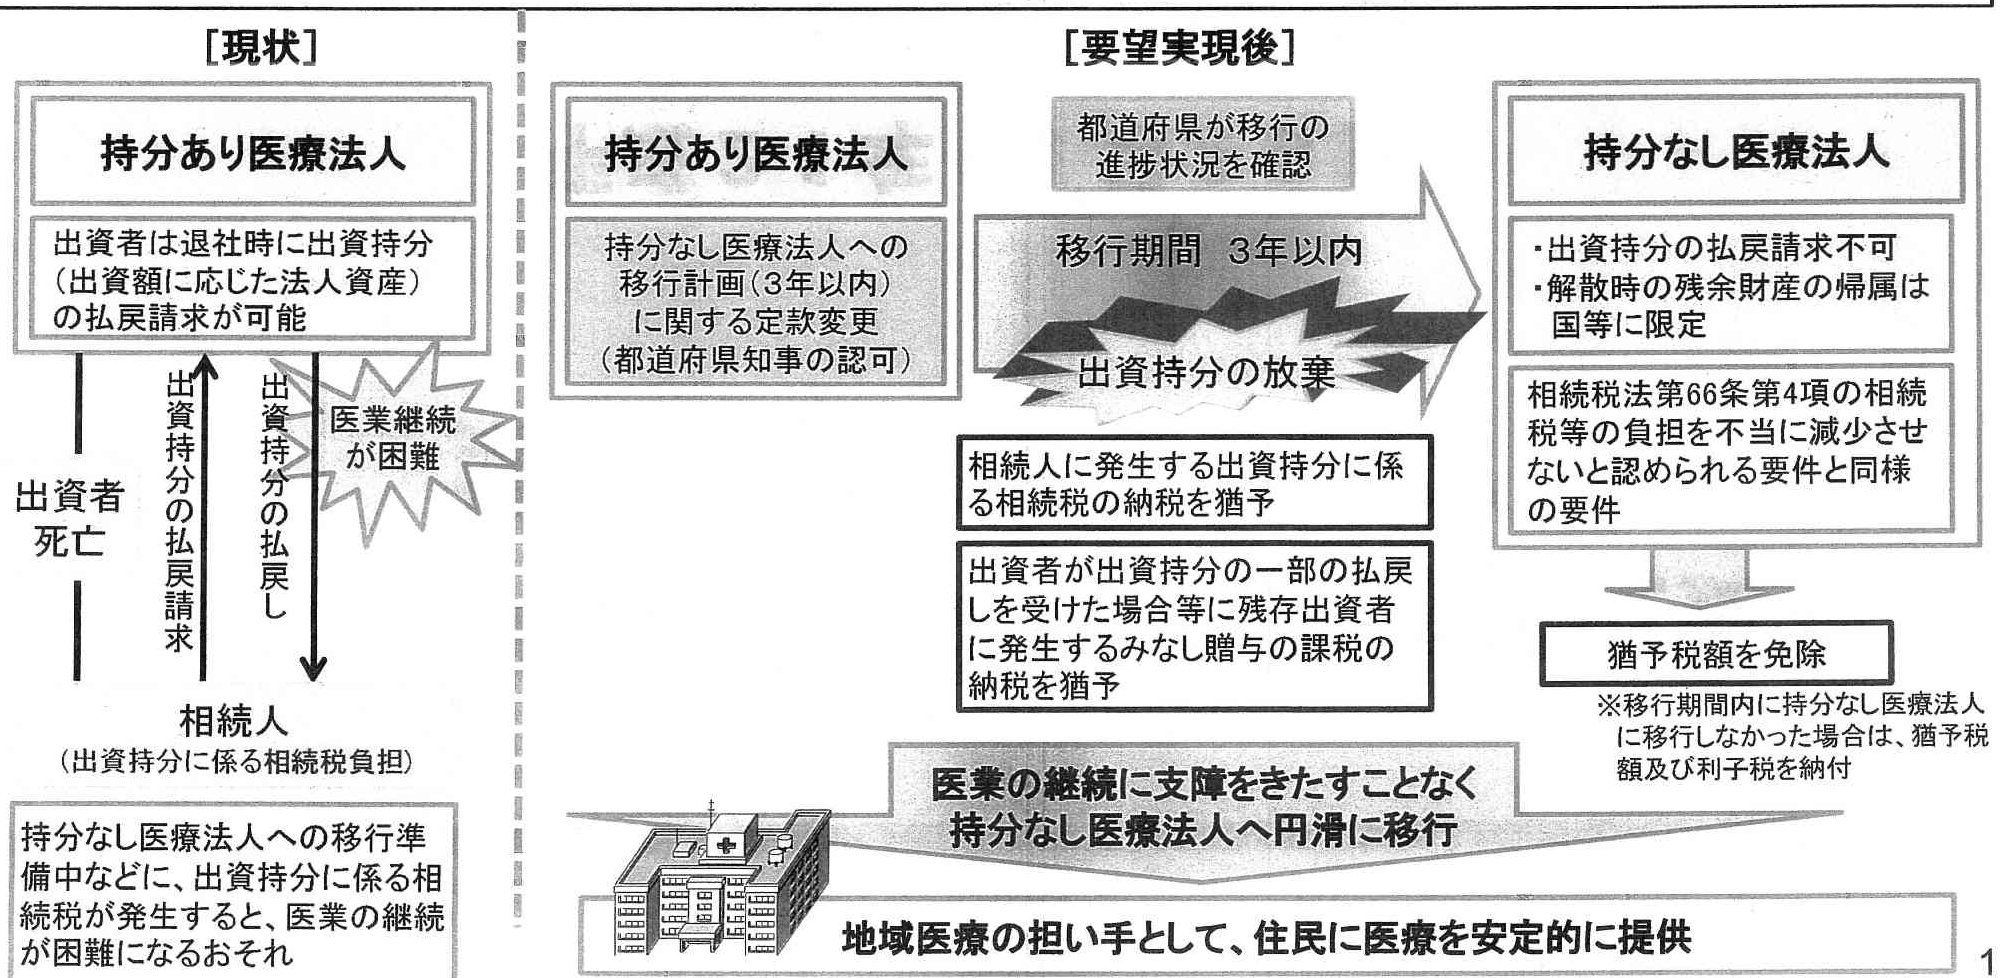 ［現状］
持分あり医療法人
出資者は退社時に出資持分
（出資額に応じた法人資産）
の払戻請求が可能
出資持分の払戻請求
出資持分の払戻し
医業継続
が困難
出資者
死亡
相続人
（出資持分に係る相続税負担）
持分なし医療法人への移行準
備中などに、出資持分に係る相
続税が発生すると、医業の継続
が困難になるおそれ
［要望実現後］
持分あり医療法人
持分なし医療法人への
移行計画（３年以内）
に関する定款変更
（都道府県知事の認可）
都道府県が移行の
進捗状況を確認
移行期間　３年以内
出資持分の放棄
相続人に発生する出資持分に係
る相続税の納税を猶予
出資者が出資持分の一部の払戻
しを受けた場合等に残存出資者
に発生するみなし贈与の課税の
納税を猶予
持分なし医療法人
・出資持分の払戻請求不可
・解散時の残余財産の帰属は
国等に限定
相続税法第66条第4項の相続
税等の負担を不当に減少させ
ないと認められる要件と同様
の要件
猶予税額を免除
※移行期間内に持分なし医療法人
に移行しなかった場合は、猶予税
額及び利子税を納付
医業の継続に支障をきたすことなく
持分なし医療法人へ円滑に移行
地域医療の担い手として、住民に医療を安定的に提供
1